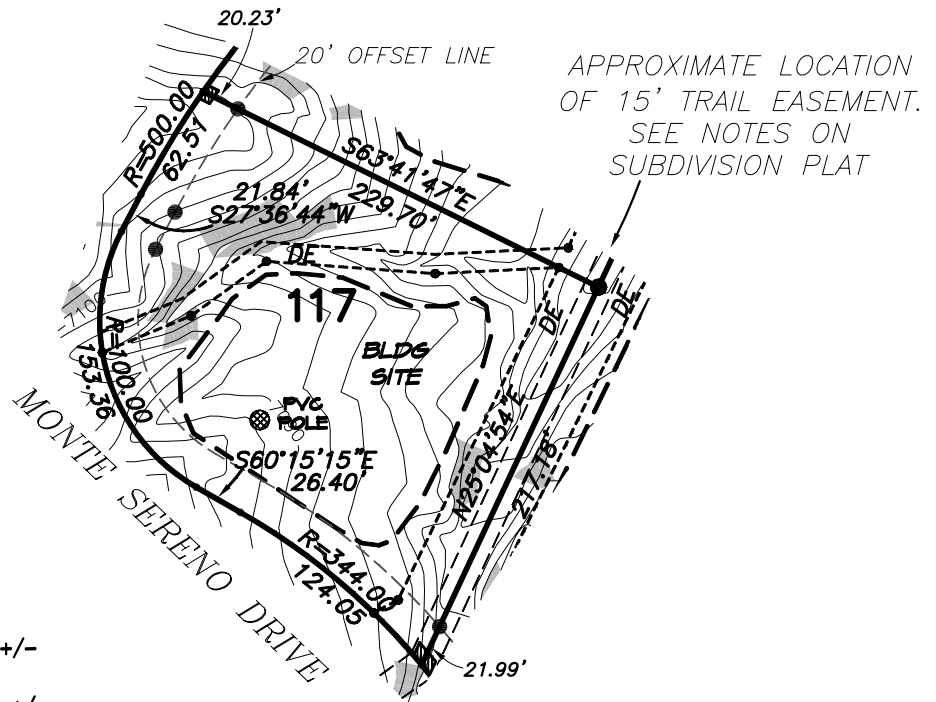 20.23'
20' OFFSET LINE
APPROXIMATE LOCATION
OF 15' TRAIL EASEMENT.
SEE NOTES ON
SUBDIVISION PLAT
R=500.00
62.51
S63°41'47"E
229.70'
21.84'
S27°36'44"W
DE
117
DE
DE
7100
BLDG
SITE
R=100.00
153.36
PVC
POLE
N25°04'54"E
217.18'
S60°15'15"E
26.40'
MONTE SERENO DRIVE
R=344.00
124.05
21.99'
+/-
+/-